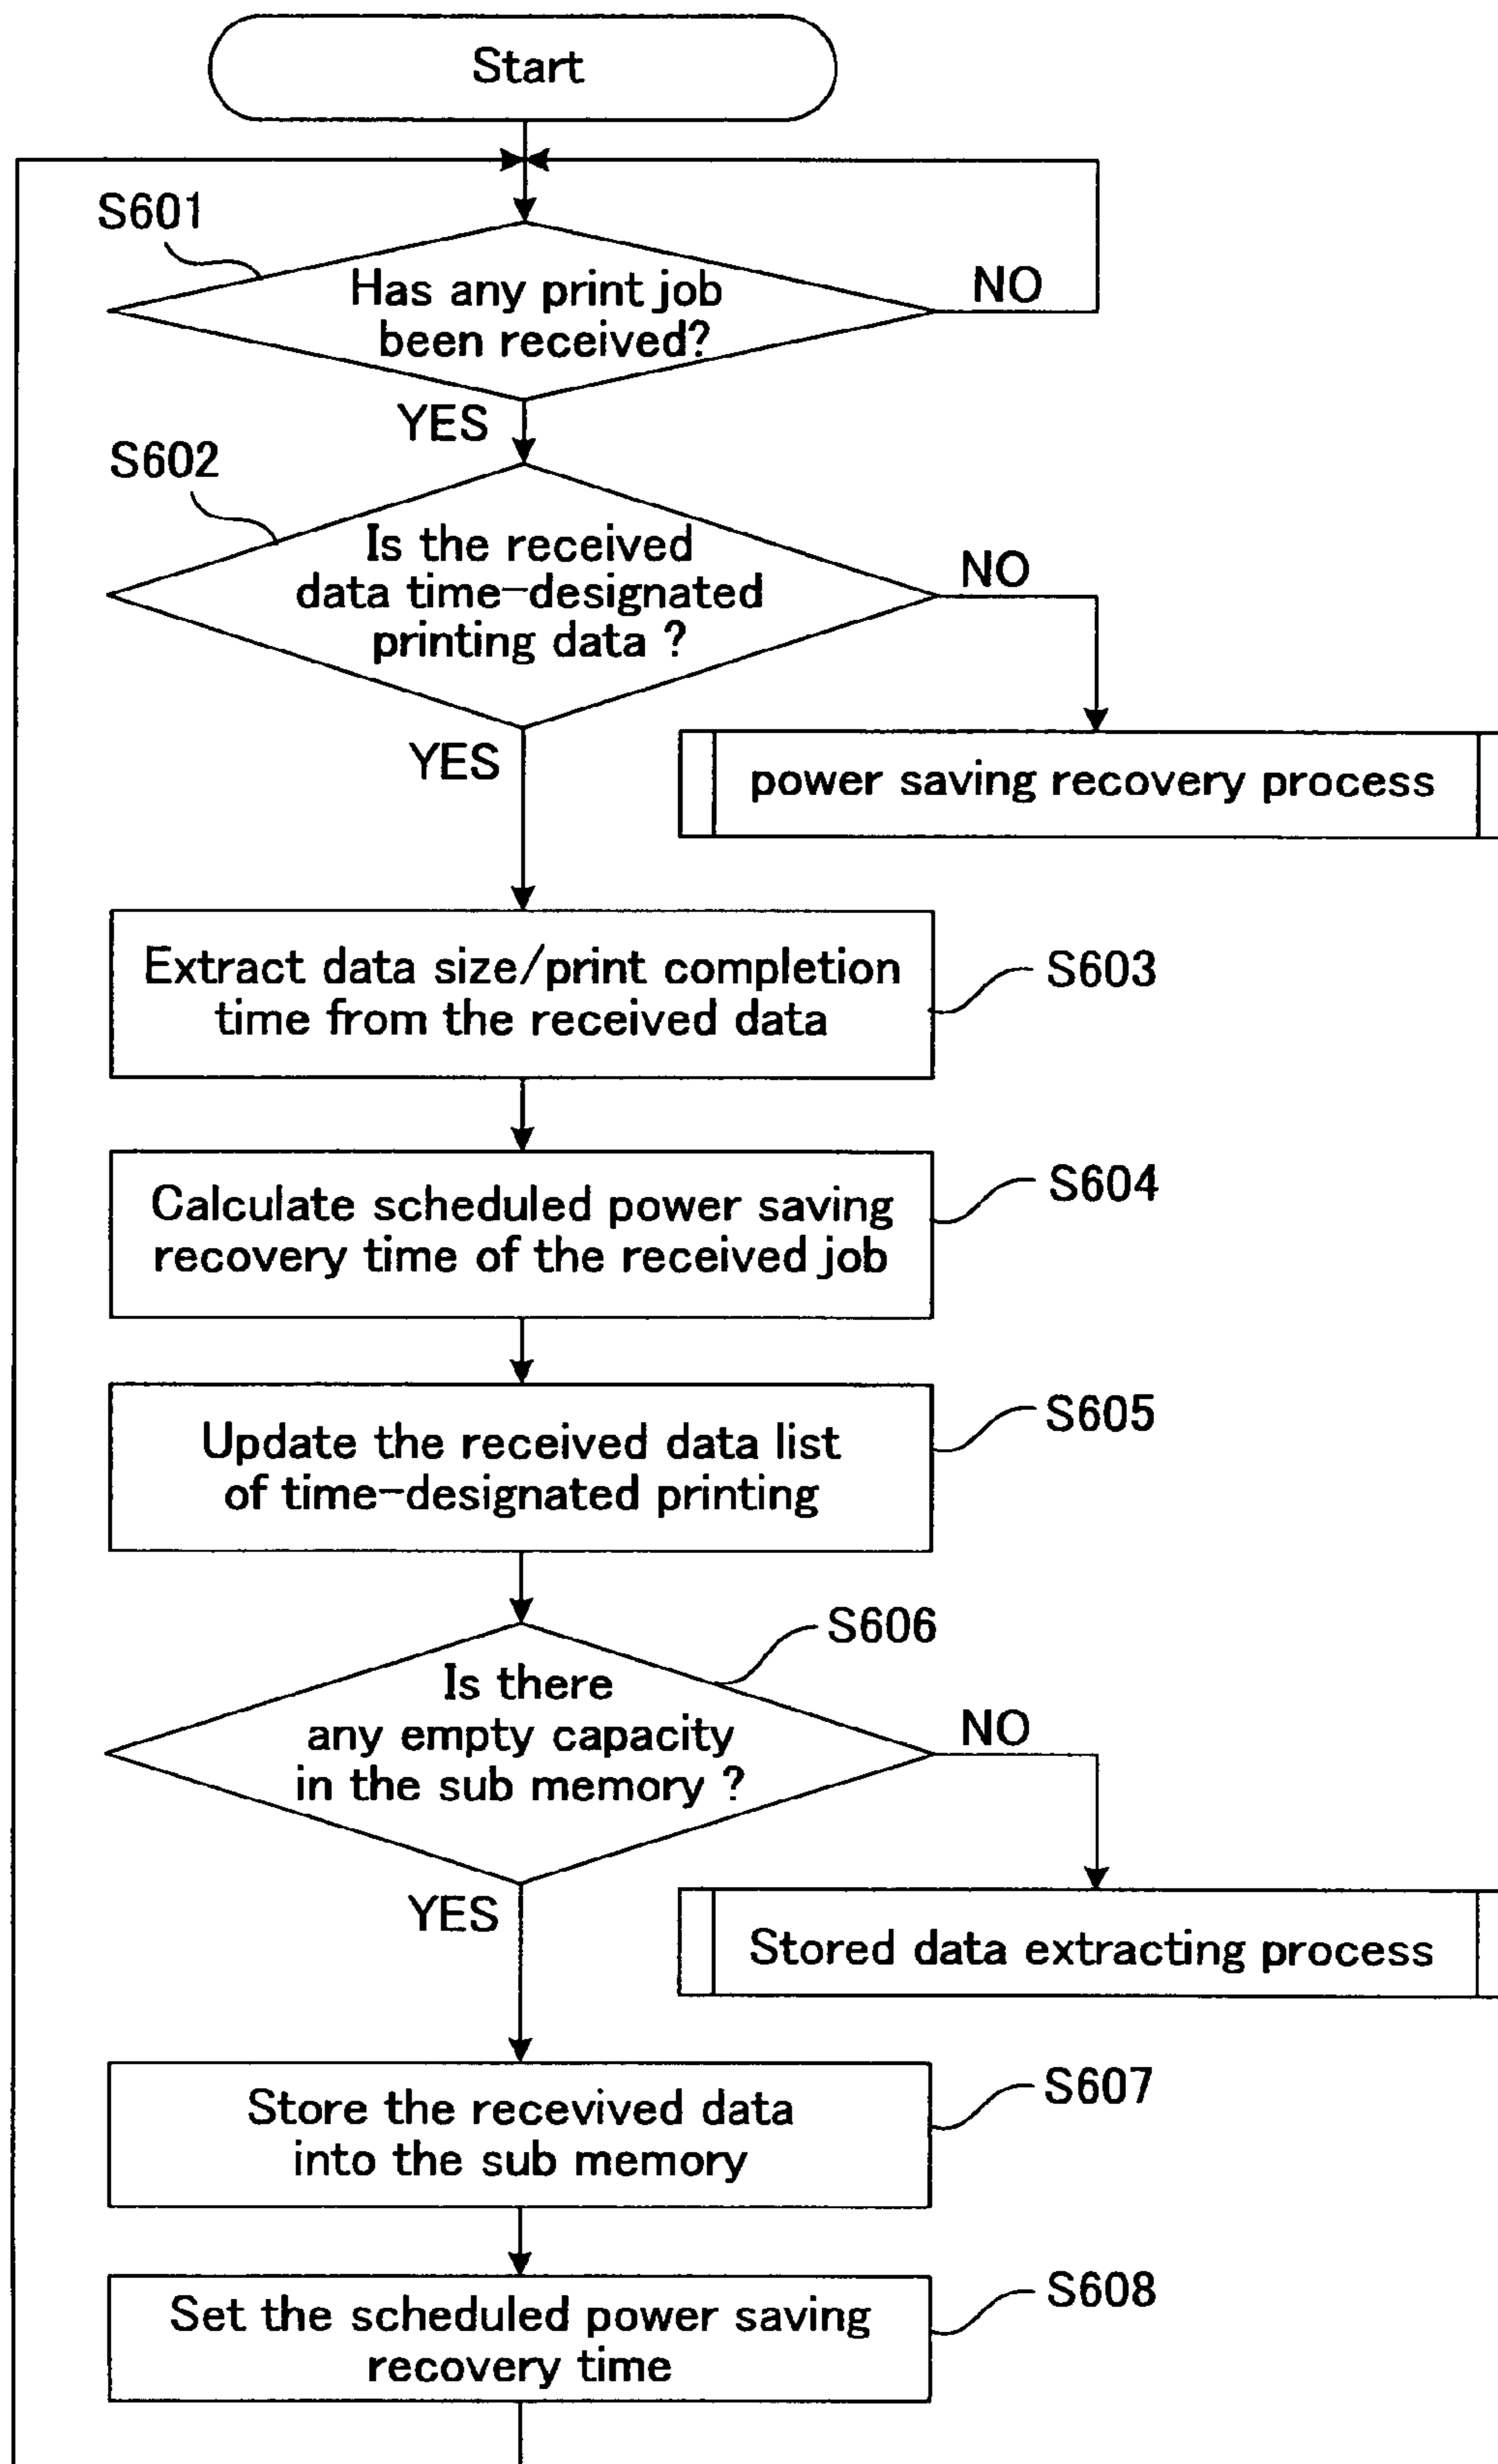 Start
S601
Has any print job
been received?
NO
YES
S602
Is the received
data time-designated
printing data ?
NO
YES
power saving recovery process
Extract data size/print completion
time from the received data
S603
Calculate scheduled power saving
recovery time of the received job
S604
Update the received data list
of time-designated printing
S605
S606
Is there
any empty capacity
in the sub memory ?
NO
YES
Stored data extracting process
Store the recevived data
into the sub memory
S607
Set the scheduled power saving
recovery time
S608